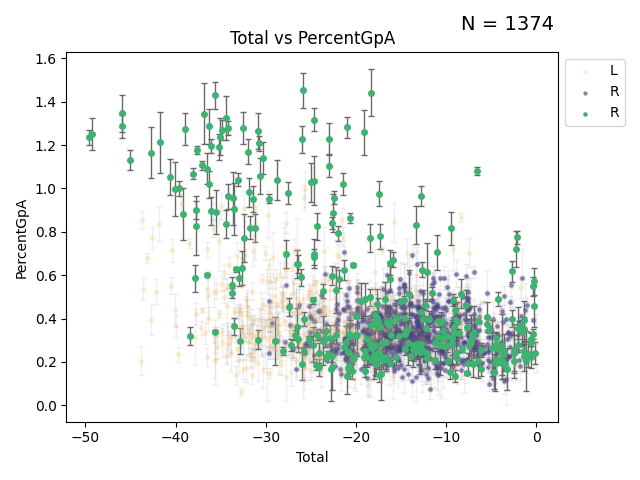 N = 1374
Total vs PercentGpA
L
R
R
PercentGpA
1.6
1.4
1.2
1.0
0.8
0.6
0.4
0.2
0.0
−50 −40 −30 −20 −10 0
Total